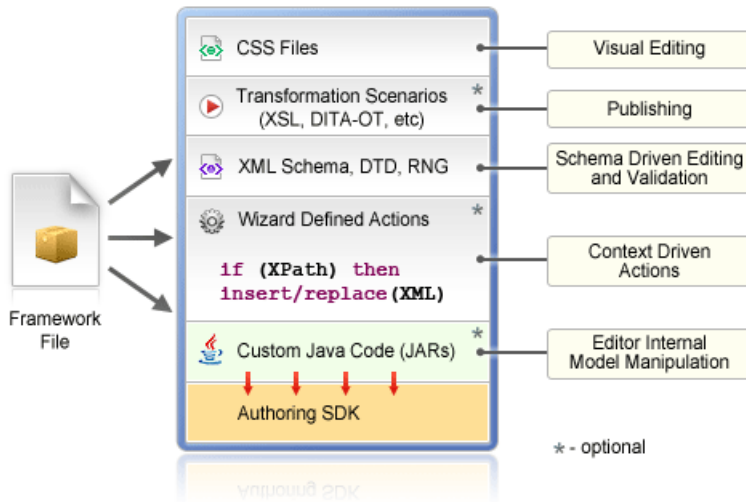 CSS Files
Visual Editing
Transformation Scenarios *
(XSL, DITA-OT, etc)
Publishing
XML Schema, DTD, RNG
Schema Driven Editing
and Validation
Wizard Defined Actions *
if (XPath) then
insert/replace(XML)
Context Driven
Actions
Framework
File
Custom Java Code (JARs) *
Editor Internal
Model Manipulation
Authoring SDK
* - optional